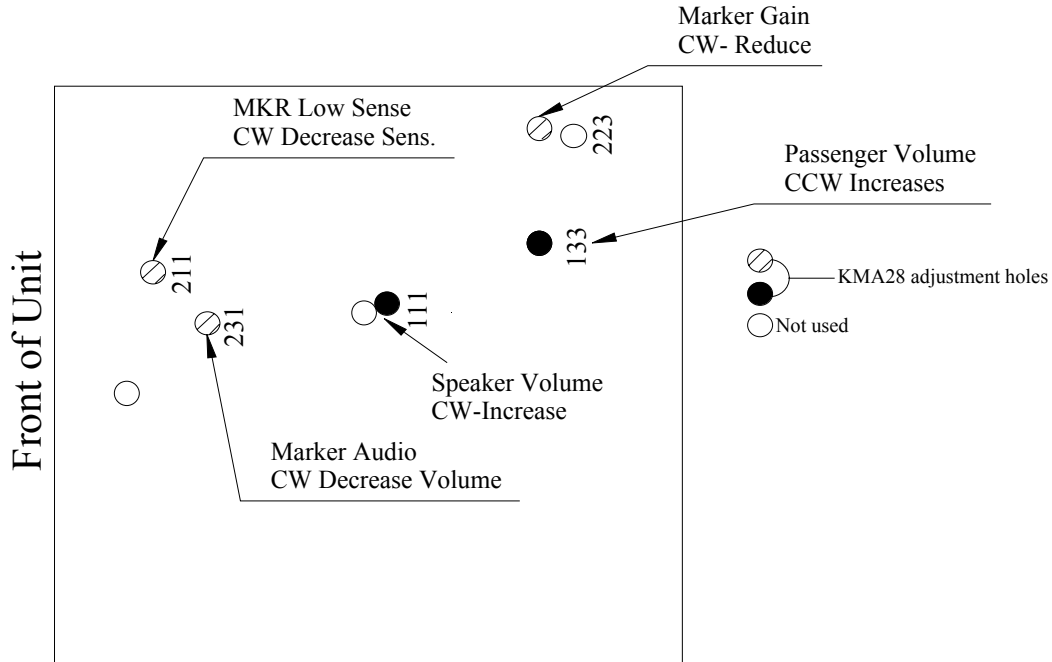 Marker Gain
CW- Reduce
MKR Low Sense
CW Decrease Sens.
223
Passenger Volume
CCW Increases
133
211
KMA28 adjustment holes
111
231
Not used
Front of Unit
Speaker Volume
CW-Increase
Marker Audio
CW Decrease Volume